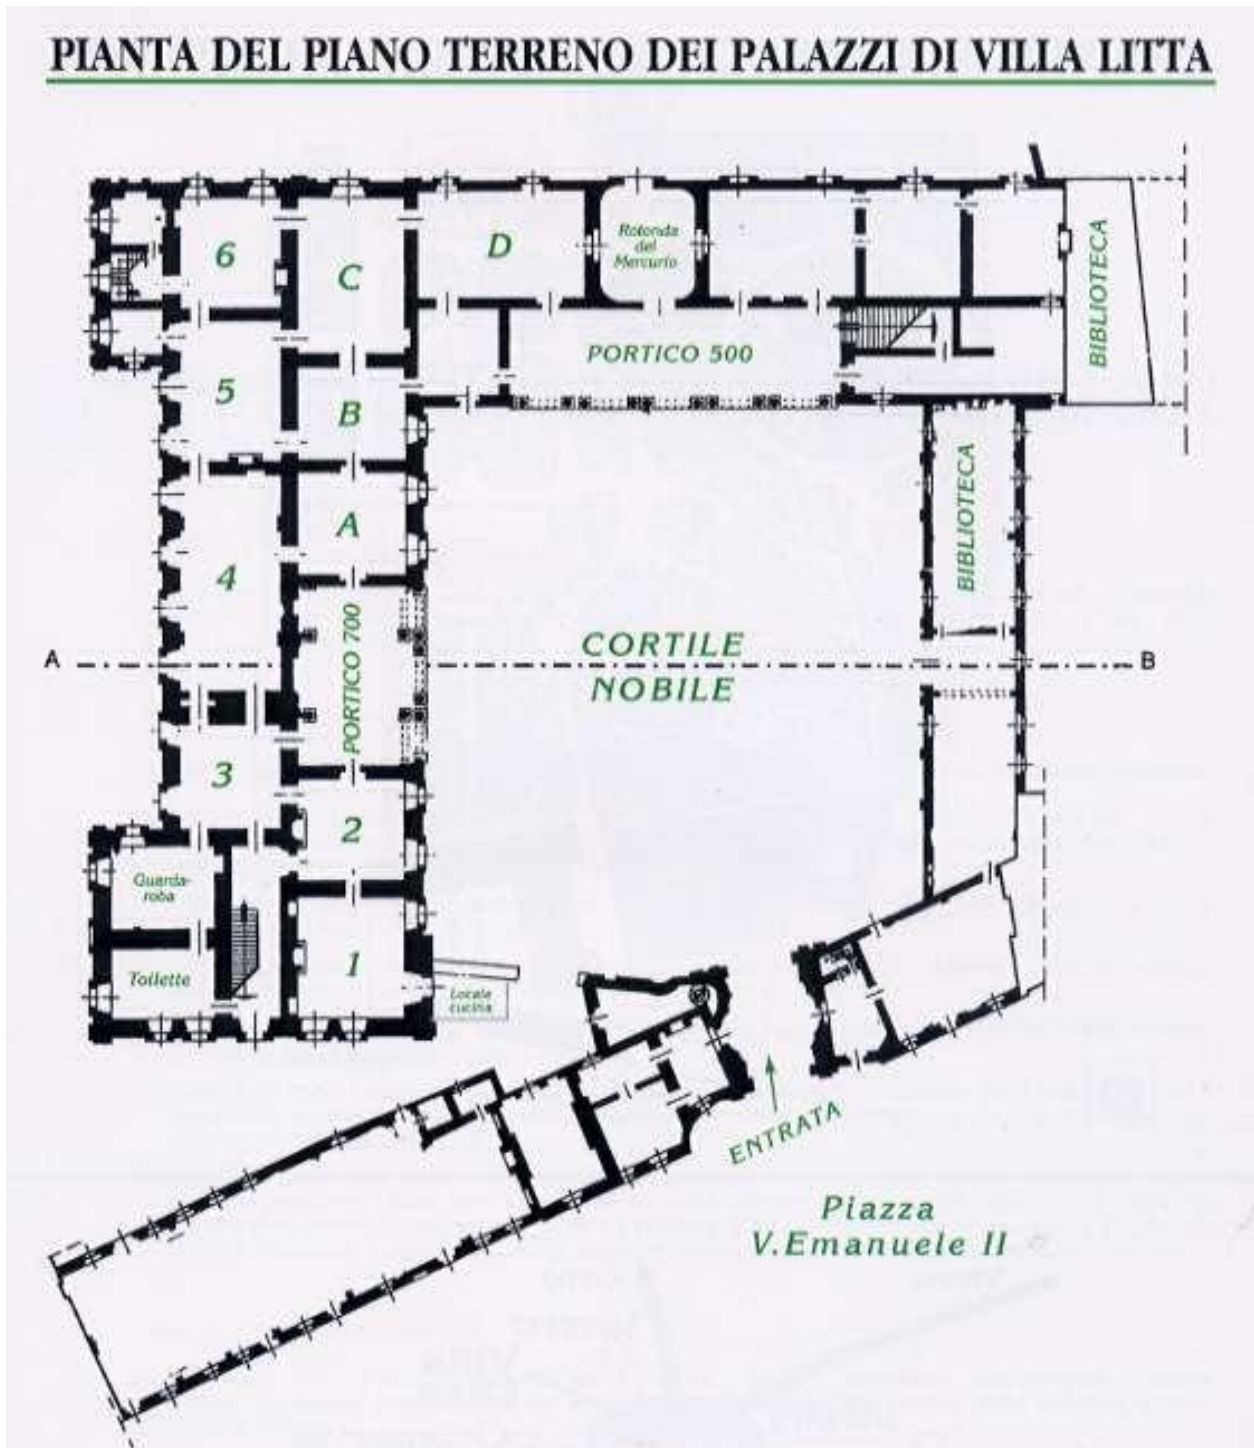 PIANTA DEL PIANO TERRENO DEI PALAZZI DI VILLA LITTA
6
C
D
Rotonda
del
Mercurio
BIBLIOTECA
5
B
PORTICO 500
A
BIBLIOTECA
4
PORTICO 700
CORTILE
NOBILE
A
B
3
2
Guarda-
roba
1
Toilette
Locale
cucina
ENTRATA
Piazza
V.Emanuele II